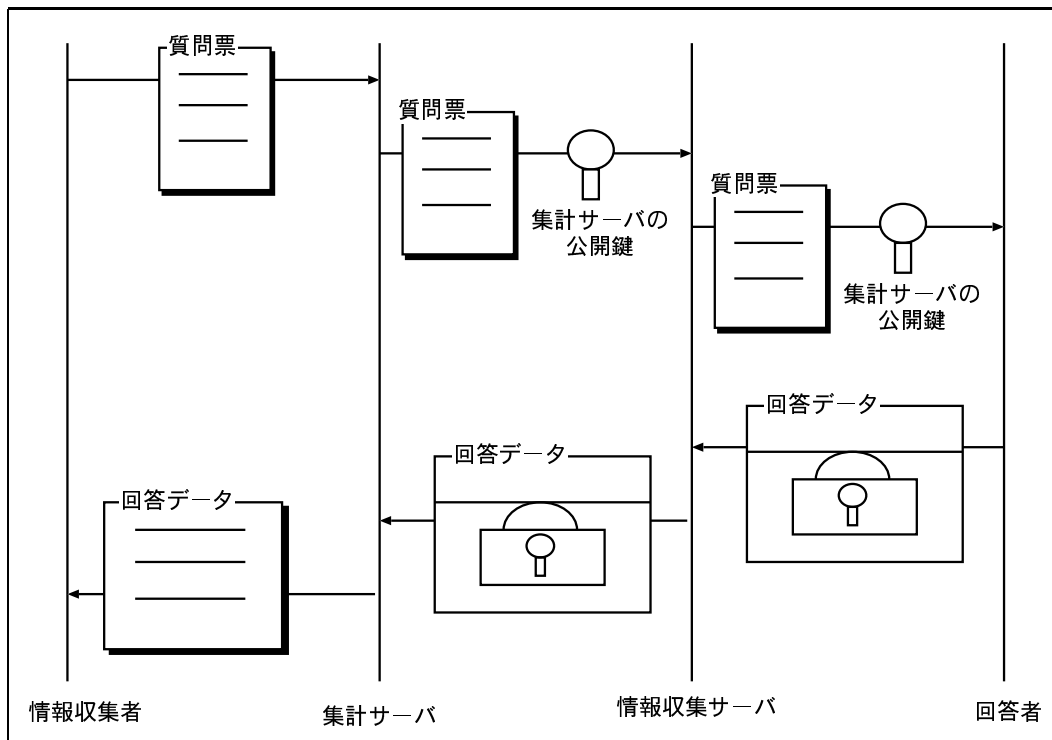 質問票
質問票
集計サーバの
公開鍵
質問票
集計サーバの
公開鍵
回答データ
回答データ
回答データ
情報収集者
集計サーバ
情報収集サーバ
回答者